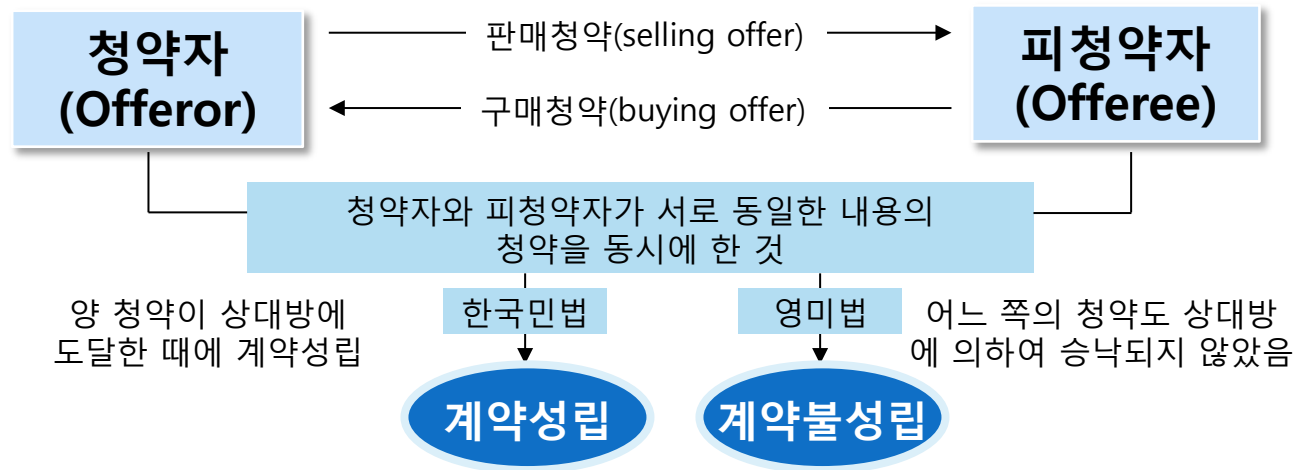 청약자
(Offeror)
판매청약(selling offer)
구매청약(buying offer)
피청약자
(Offeree)
청약자와 피청약자가 서로 동일한 내용의
청약을 동시에 한 것
양 청약이 상대방에
도달한 때에 계약성립
한국민법
영미법
어느 쪽의 청약도 상대방
에 의하여 승낙되지 않았음
계약성립
계약불성립